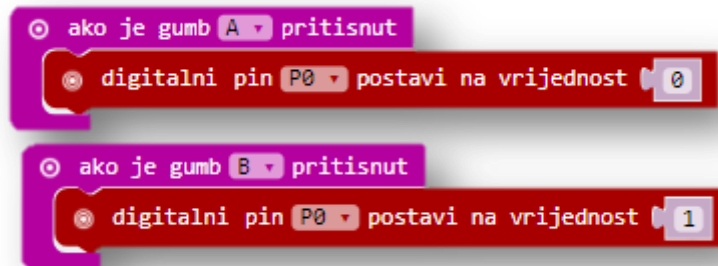 ako je gumb A pritisnut
digitalni pin P0 postavi na vrijednost 0
ako je gumb B pritisnut
digitalni pin P0 postavi na vrijednost 1